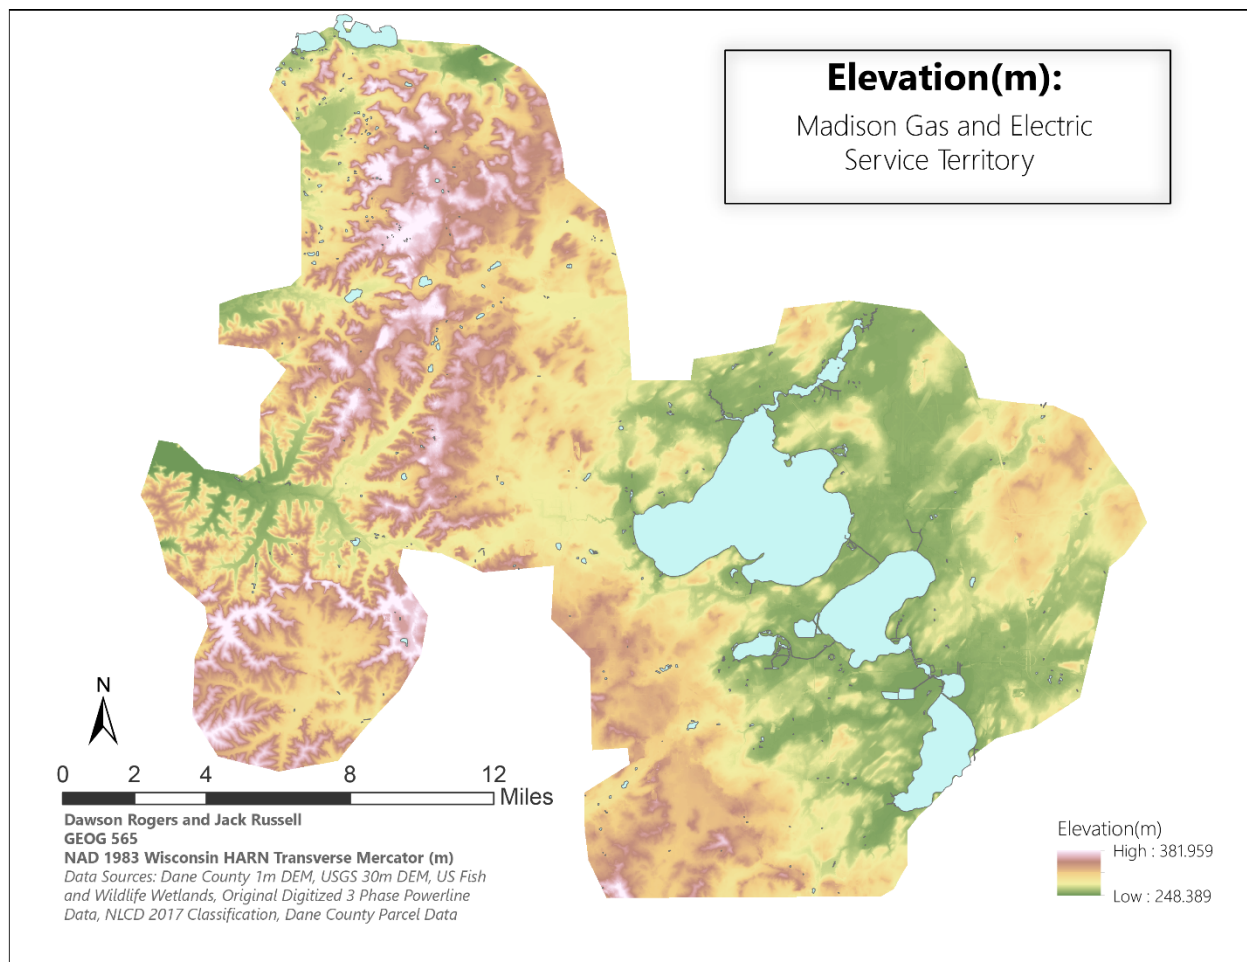 Elevation(m):
Madison Gas and Electric
Service Territory
N
0 2 4 8 12
Miles
Dawson Rogers and Jack Russell
GEOG 565
NAD 1983 Wisconsin HARN Transverse Mercator (m)
Data Sources: Dane County 1m DEM, USGS 30m DEM, US Fish
and Wildlife Wetlands, Original Digitized 3 Phase Powerline
Data, NLCD 2017 Classification, Dane County Parcel Data
Elevation(m)
High : 381.959
Low : 248.389